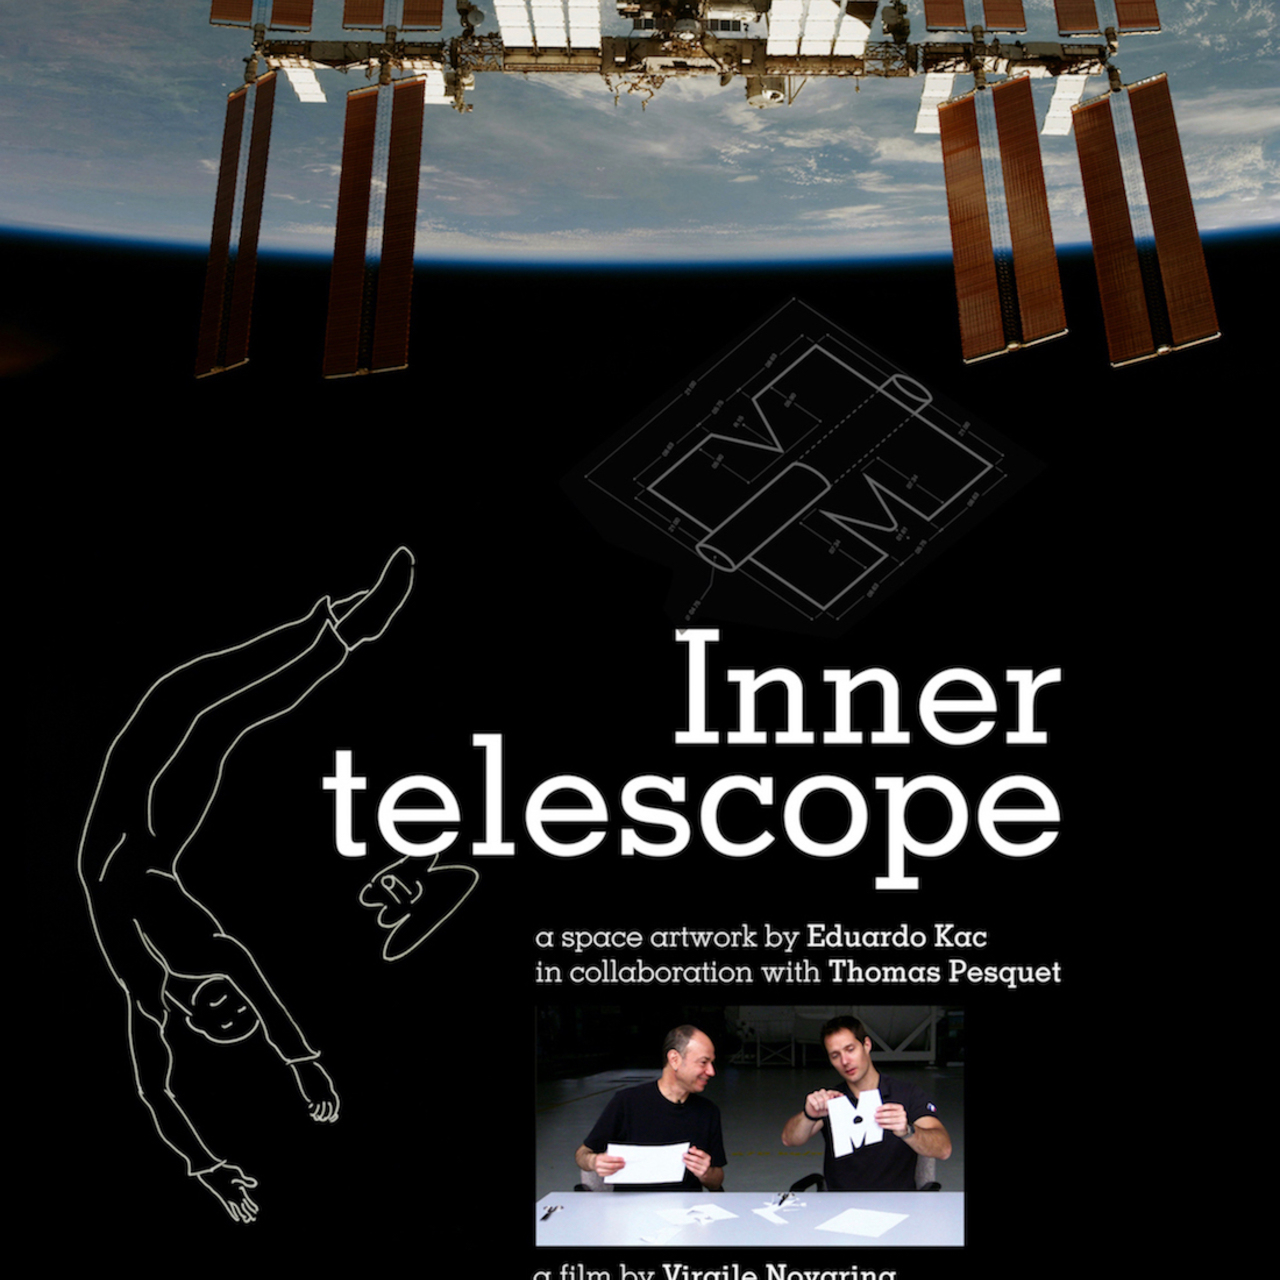 Inner
telescope
a space artwork by Eduardo Kac
in collaboration with Thomas Pesquet
M
a film by Virgile Novarina